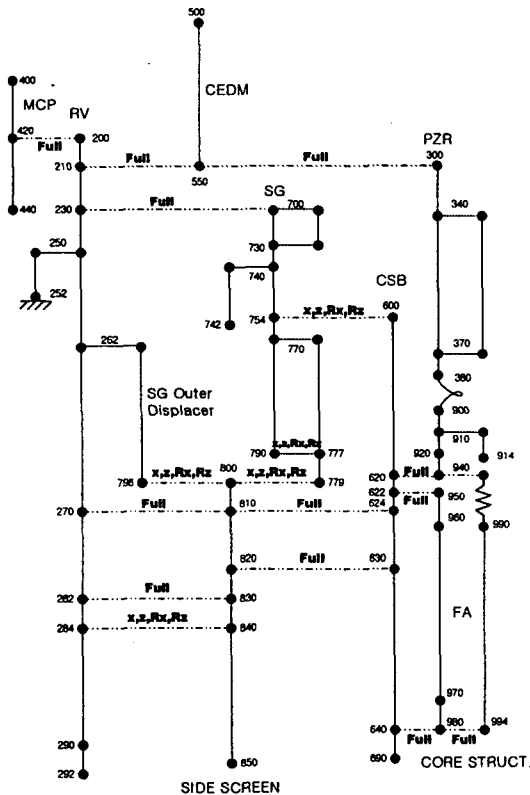 500
400
CEDM
MCP
RV
420
200
Full
PZR
300
210
Full
Full
550
SG
440
230
Full
700
340
250
730
740
CSB
252
742
754
x,z,Rx,Rz
600
262
770
370
SG Outer
Displacer
380
900
910
790
x,z,Rx,Rz
777
920
914
796
x,z,Rx,Rz
800
x,z,Rx,Rz
779
620
Full
940
622
Full
950
270
Full
810
Full
624
960
990
820
Full
630
282
Full
830
FA
284
x,z,Rx,Rz
840
970
290
640
980
994
Full
Full
292
850
690
CORE STRUCT.
SIDE SCREEN